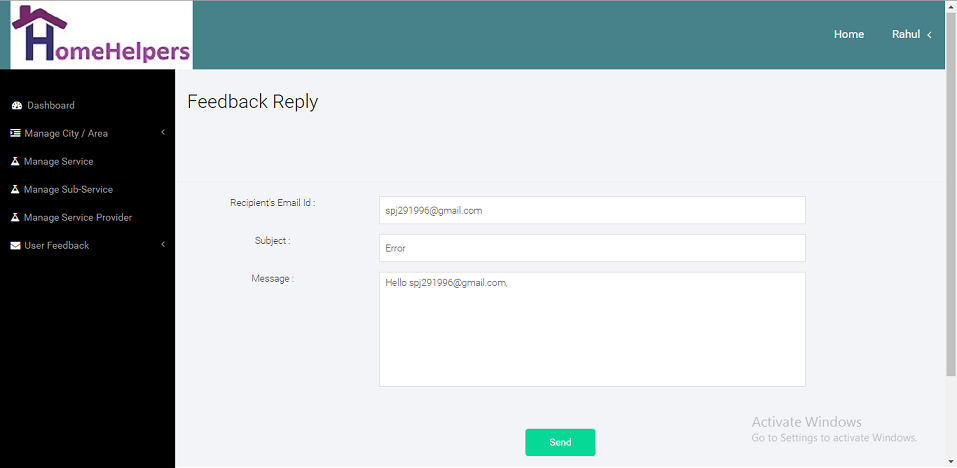 HomeHelpers
Home
Rahul
Dashboard
Manage City / Area
Manage Service
Manage Sub-Service
Manage Service Provider
User Feedback
Feedback Reply
Recipient's Email Id :
spj291996@gmail.com
Subject :
Error
Message :
Hello spj291996@gmail.com,
Send
Activate Windows
Go to Settings to activate Windows.